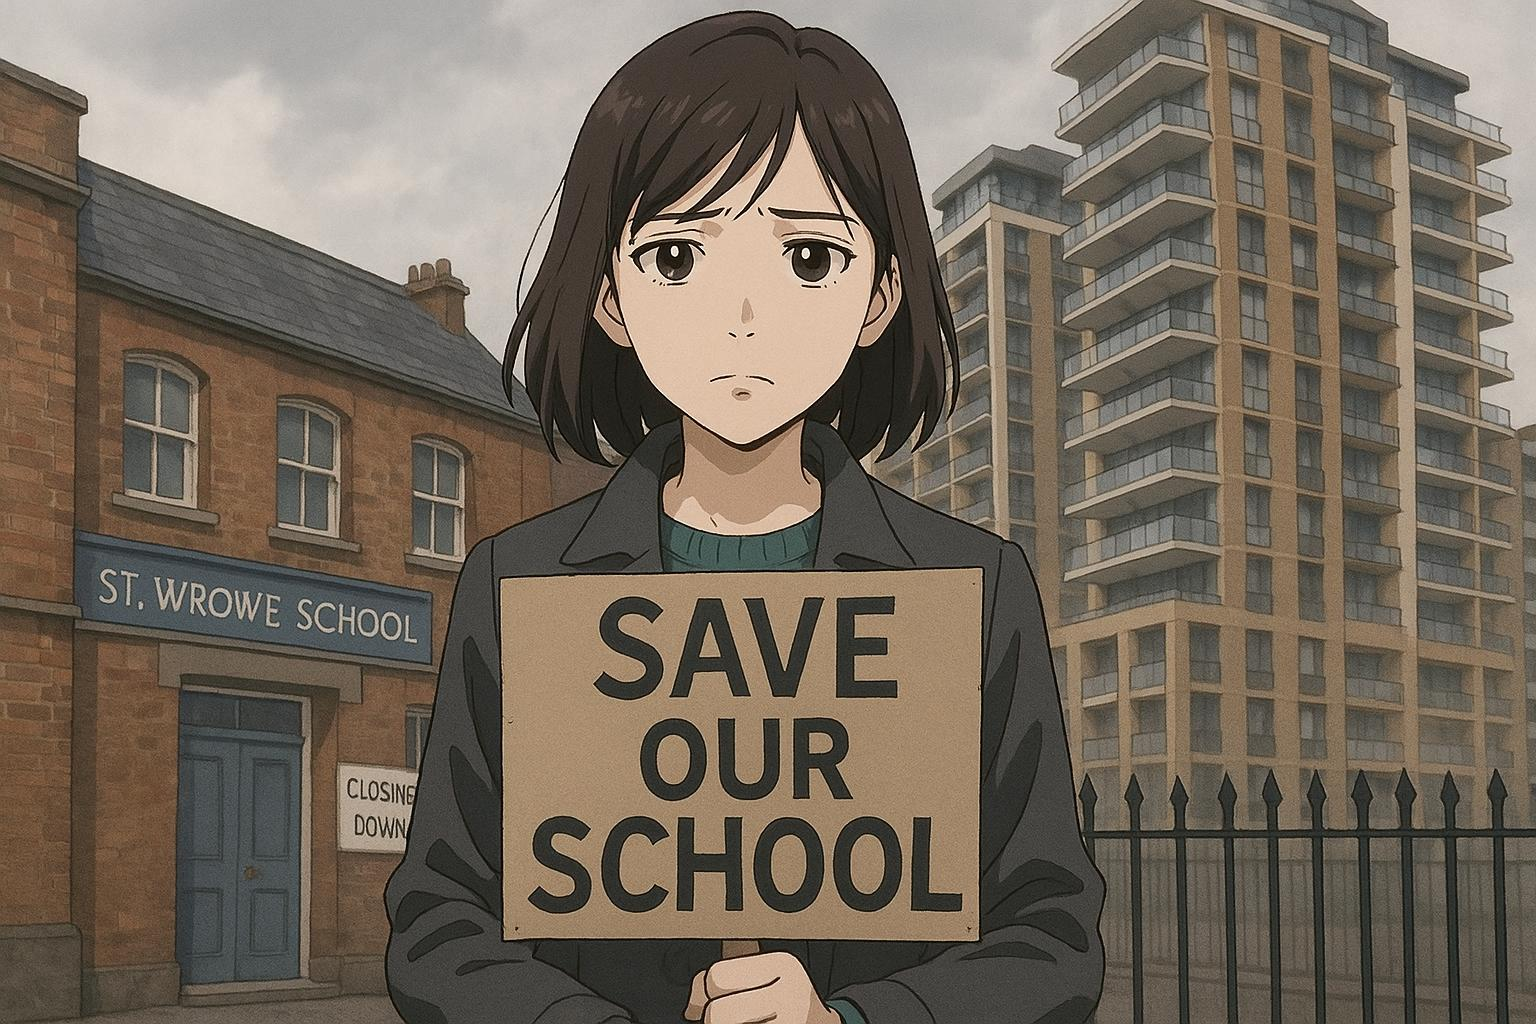 ST. WROWE SCHOOL
CLOSINE
DOWN
SAVE
OUR
SCHOOL